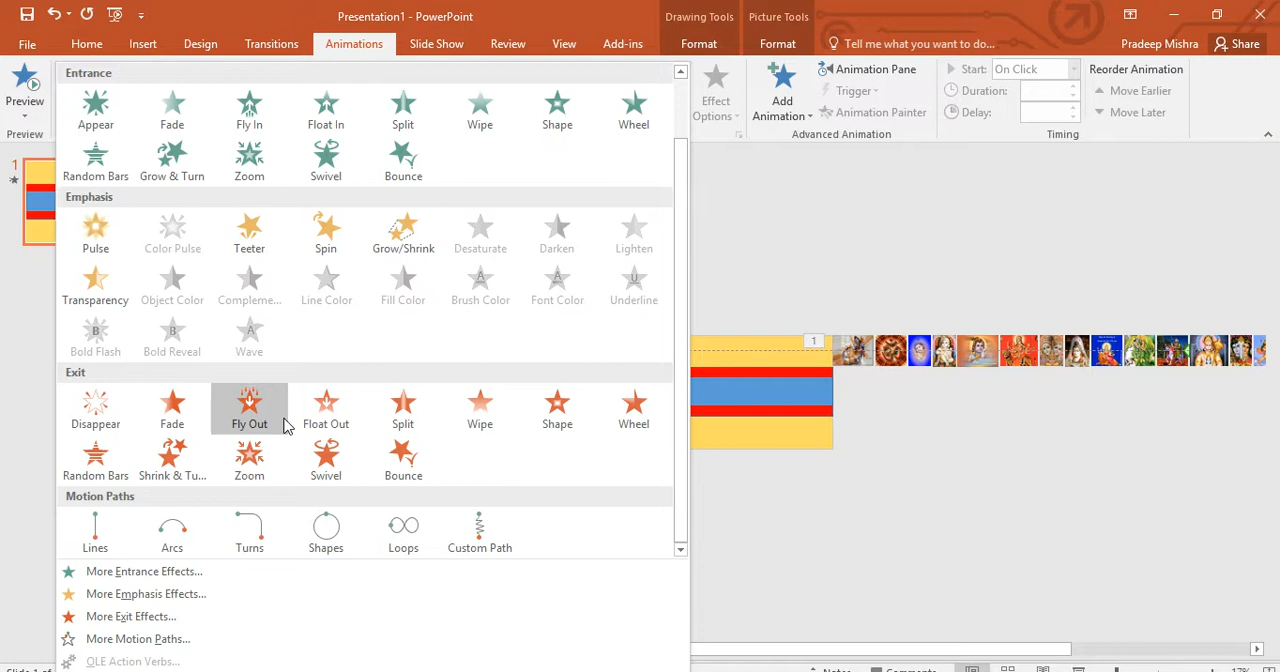 Presentation1 - PowerPoint
Drawing Tools
Picture Tools
File Home Insert Design Transitions Animations Slide Show Review View Add-ins Format Format Tell me what you want to do... Pradeep Mishra Share
Preview
Preview
Entrance
Appear Fade Fly In Float In Split Wipe Shape Wheel
Random Bars Grow & Turn Zoom Swivel Bounce
Emphasis
Pulse Color Pulse Teeter Spin Grow/Shrink Desaturate Darken Lighten
Transparency Object Color Compleme... Line Color Fill Color Brush Color Font Color Underline
Bold Flash Bold Reveal Wave
Exit
Disappear Fade Fly Out Float Out Split Wipe Shape Wheel
Random Bars Shrink & Tu... Zoom Swivel Bounce
Motion Paths
Lines Arcs Turns Shapes Loops Custom Path
More Entrance Effects...
More Emphasis Effects...
More Exit Effects...
More Motion Paths...
OLE Action Verbs...
Effect
Options
Add
Animation
Animation Pane
Trigger
Animation Painter
Advanced Animation
Start: On Click
Duration:
Delay:
Timing
Reorder Animation
Move Earlier
Move Later
1
1
Slide 1 of
Notes
Comments
17%